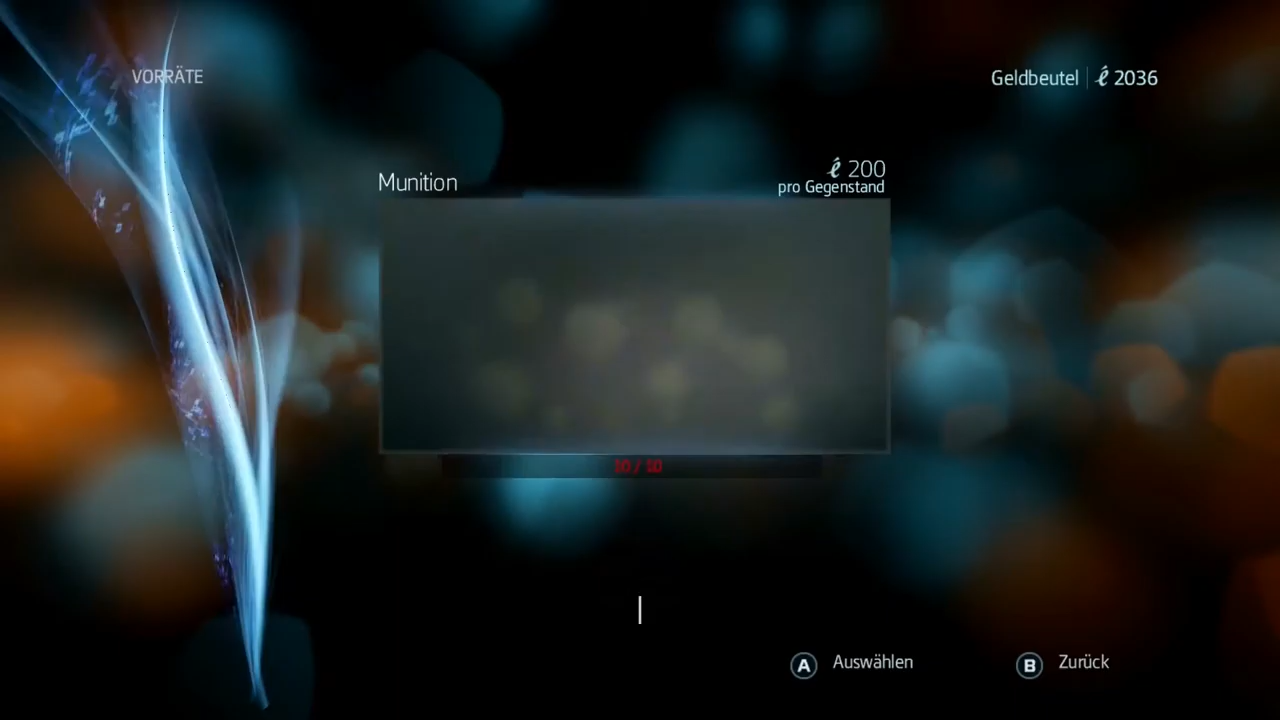 VORRÄTE
Geldbeutel é 2036
Munition
é 200
pro Gegenstand
10 / 10
A Auswählen
B Zurück